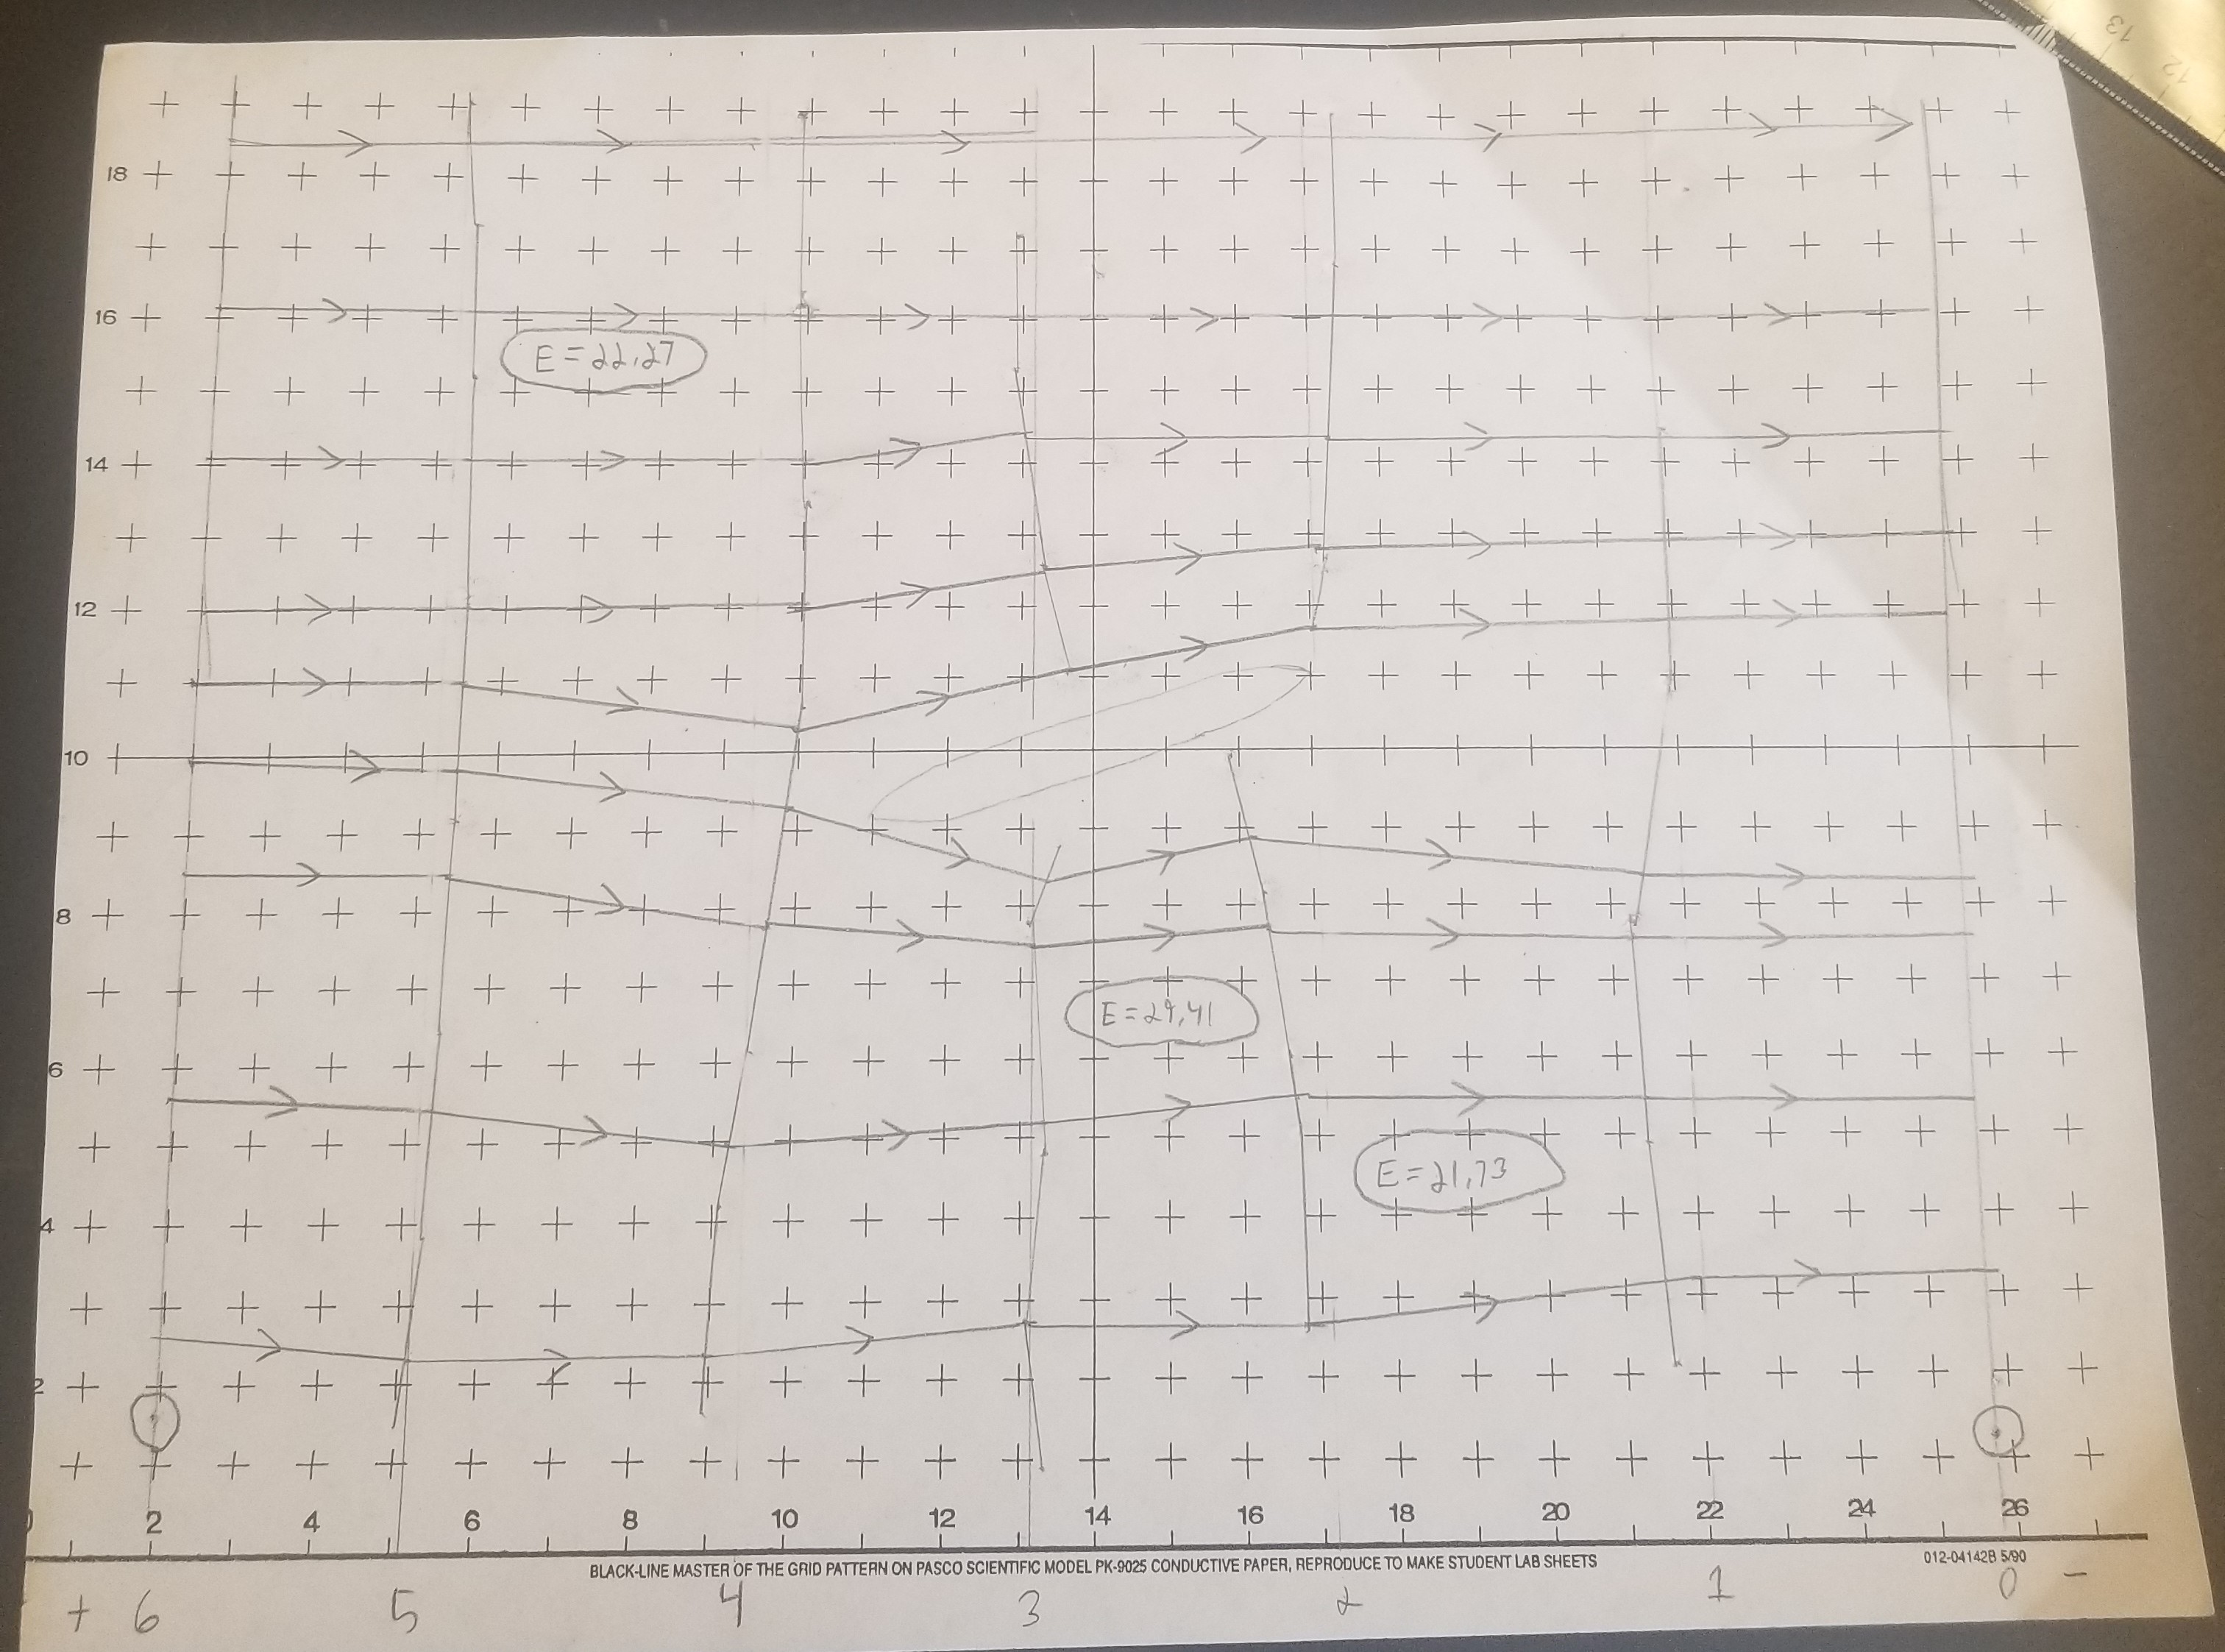 13
12
18
16
E=22.27
14
12
10
8
E=29.41
6
E=21.73
4
2
2 4 6 8 10 12 14 16 18 20 22 24 26
BLACK-LINE MASTER OF THE GRID PATTERN ON PASCO SCIENTIFIC MODEL PK-9025 CONDUCTIVE PAPER, REPRODUCE TO MAKE STUDENT LAB SHEETS 012-04142B 5/90
+ 6 5 4 3 2 1 0 -